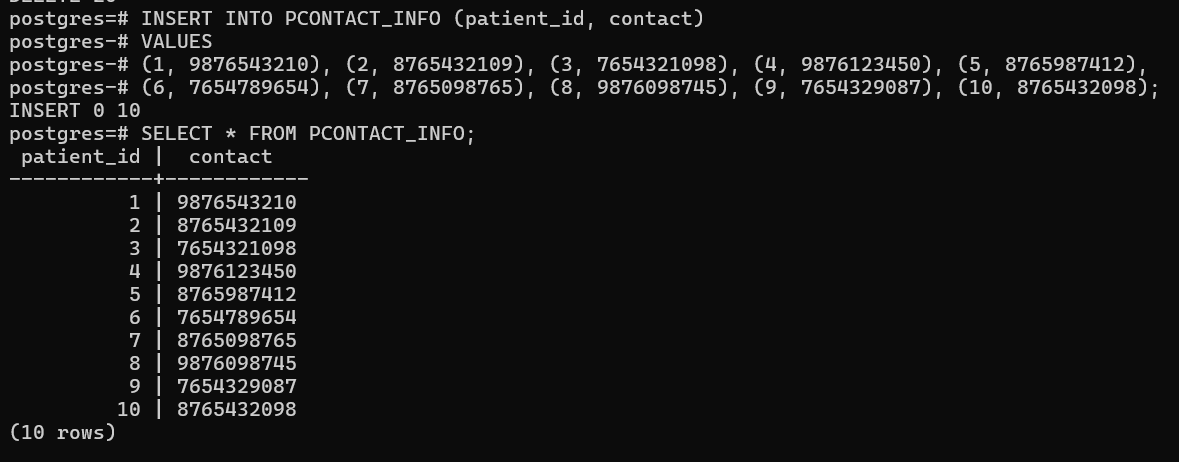 postgres=# INSERT INTO PCONTACT_INFO (patient_id, contact)
postgres-# VALUES
postgres-# (1, 9876543210), (2, 8765432109), (3, 7654321098), (4, 9876123450), (5, 8765987412),
postgres-# (6, 7654789654), (7, 8765098765), (8, 9876098745), (9, 7654329087), (10, 8765432098);
INSERT 0 10
postgres=# SELECT * FROM PCONTACT_INFO;
 patient_id |  contact
------------+------------
          1 | 9876543210
          2 | 8765432109
          3 | 7654321098
          4 | 9876123450
          5 | 8765987412
          6 | 7654789654
          7 | 8765098765
          8 | 9876098745
          9 | 7654329087
         10 | 8765432098
(10 rows)